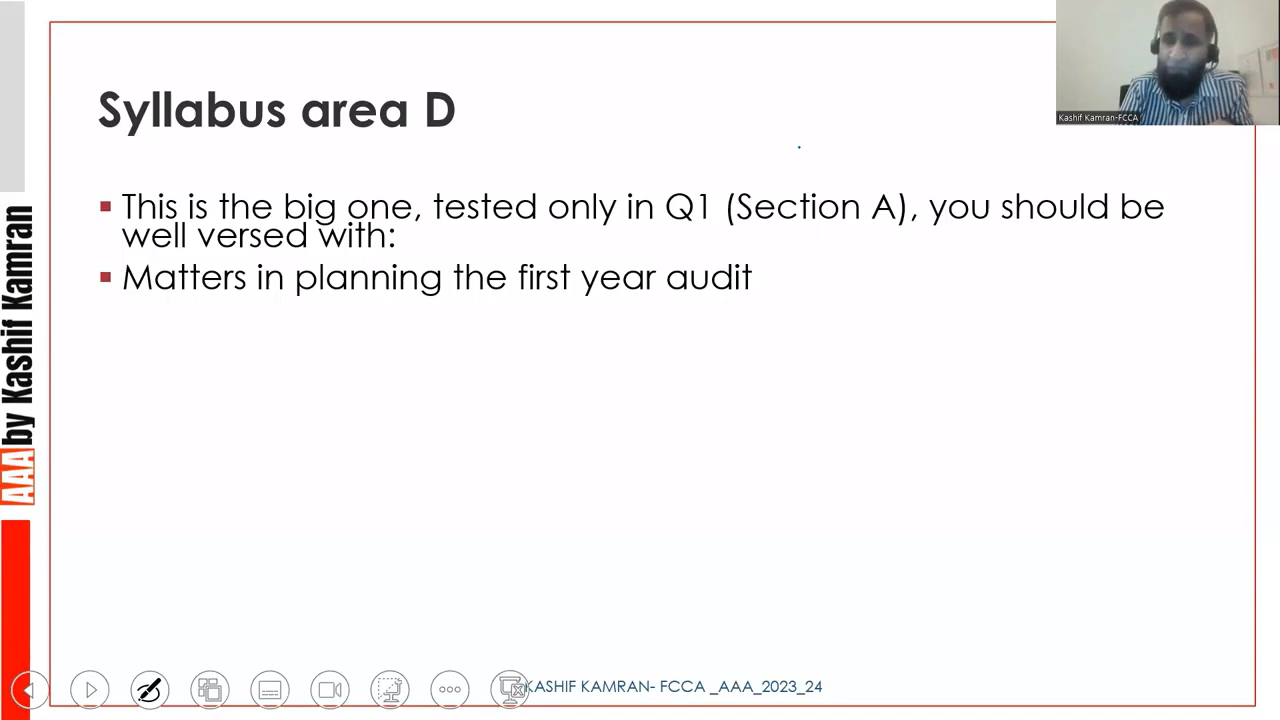 Syllabus area D
This is the big one, tested only in Q1 (Section A), you should be
well versed with:
Matters in planning the first year audit
AAA by Kashif Kamran
Kashif Kamran-FCCA
KASHIF KAMRAN- FCCA _AAA_2023_24